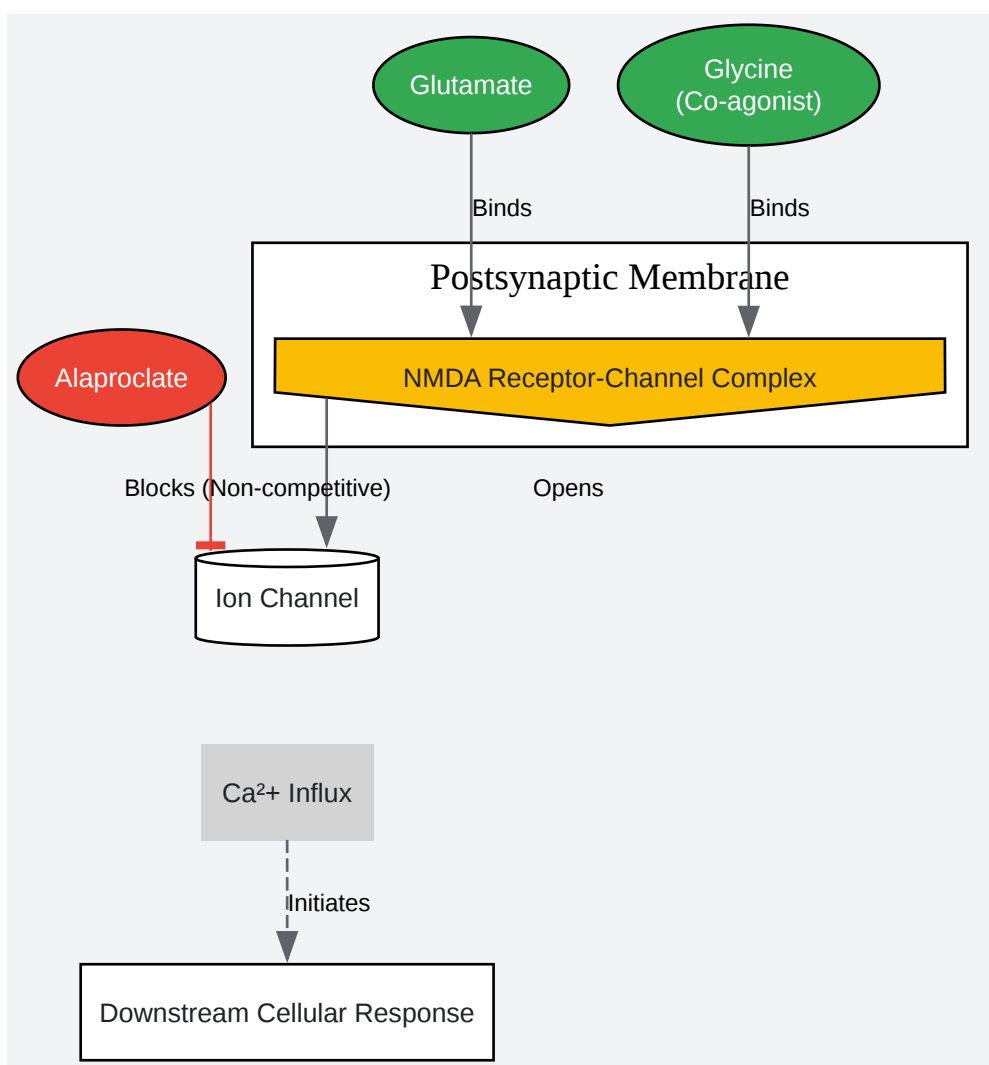 Glutamate
Glycine
(Co-agonist)
Binds
Binds
Postsynaptic Membrane
Alaproclate
NMDA Receptor-Channel Complex
Blocks (Non-competitive)
Opens
Ion Channel
Ca²+ Influx
Initiates
Downstream Cellular Response